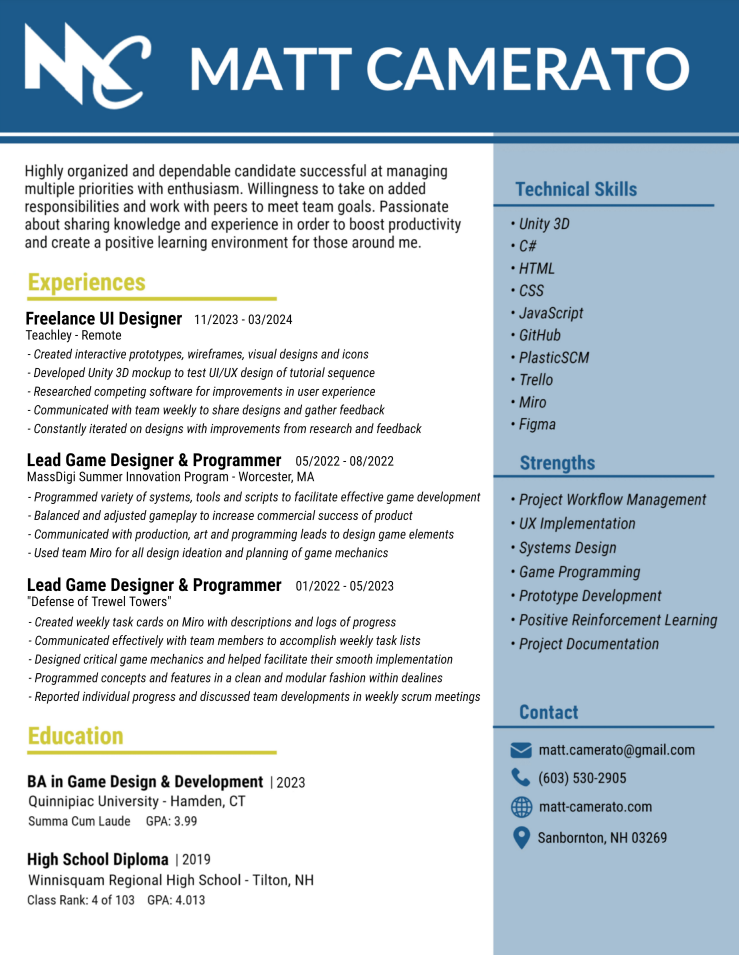 MC
MATT CAMERATO
Highly organized and dependable candidate successful at managing
multiple priorities with enthusiasm. Willingness to take on added
responsibilities and work with peers to meet team goals. Passionate
about sharing knowledge and experience in order to boost productivity
and create a positive learning environment for those around me.
Experiences
Freelance UI Designer 11/2023 - 03/2024
Teachley - Remote
- Created interactive prototypes, wireframes, visual designs and icons
- Developed Unity 3D mockup to test UI/UX design of tutorial sequence
- Researched competing software for improvements in user experience
- Communicated with team weekly to share designs and gather feedback
- Constantly iterated on designs with improvements from research and feedback
Lead Game Designer & Programmer 05/2022 - 08/2022
MassDigi Summer Innovation Program - Worcester, MA
- Programmed variety of systems, tools and scripts to facilitate effective game development
- Balanced and adjusted gameplay to increase commercial success of product
- Communicated with production, art and programming leads to design game elements
- Used team Miro for all design ideation and planning of game mechanics
Lead Game Designer & Programmer 01/2022 - 05/2023
"Defense of Trewel Towers"
- Created weekly task cards on Miro with descriptions and logs of progress
- Communicated effectively with team members to accomplish weekly task lists
- Designed critical game mechanics and helped facilitate their smooth implementation
- Programmed concepts and features in a clean and modular fashion within dealines
- Reported individual progress and discussed team developments in weekly scrum meetings
Education
BA in Game Design & Development | 2023
Quinnipiac University - Hamden, CT
Summa Cum Laude GPA: 3.99
High School Diploma | 2019
Winnisquam Regional High School - Tilton, NH
Class Rank: 4 of 103 GPA: 4.013
Technical Skills
• Unity 3D
• C#
• HTML
• CSS
• JavaScript
• GitHub
• PlasticSCM
• Trello
• Miro
• Figma
Strengths
• Project Workflow Management
• UX Implementation
• Systems Design
• Game Programming
• Prototype Development
• Positive Reinforcement Learning
• Project Documentation
Contact
matt.camerato@gmail.com
(603) 530-2905
matt-camerato.com
Sanbornton, NH 03269